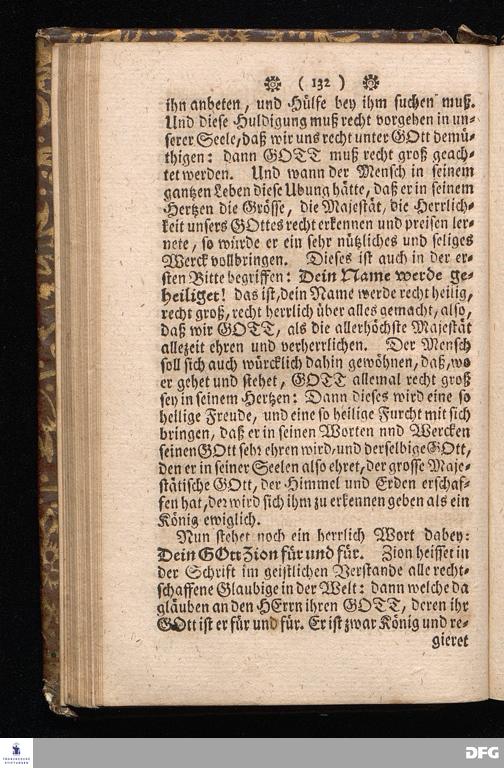 ( 132 )
ihn anbeten, und Hülfe bey ihm suchen muß.
Und diese Huldigung muß recht vorgehen in un-
serer Seele, daß wir uns recht unter GOtt demü-
thigen: dann GOTT muß recht groß geach-
tet werden. Und wann der Mensch in seinem
gantzen Leben diese Ubung hätte, daß er in seinem
Hertzen die Grösse, die Majestät, die Herrlich-
keit unsers GOttes recht erkennen und preisen ler-
nete, so würde er ein sehr nützliches und seliges
Werck vollbringen. Dieses ist auch in der er-
sten Bitte begriffen: Dein Name werde ge-
heiliget! das ist, dein Name werde recht heilig,
recht groß, recht herrlich über alles gemacht, also,
daß wir GOTT, als die allerhöchste Majestät
allezeit ehren und verherrlichen. Der Mensch
soll sich auch würcklich dahin gewöhnen, daß, wo
er gehet und stehet, GOTT allemal recht groß
sey in seinem Hertzen: Dann dieses wird eine so
heilige Freude, und eine so heilige Furcht mit sich
bringen, daß er in seinen Worten nnd Wercken
seinen GOtt sehr ehren wird, und derselbige GOtt,
den er in seiner Seelen also ehret, der grosse Maje-
stätische GOtt, der Himmel und Erden erschaf-
fen hat, der wird sich ihm zu erkennen geben als ein
König ewiglich.
Nun stehet noch ein herrlich Wort dabey:
Dein GOtt Zion für und für. Zion heisset in
der Schrift im geistlichen Verstande alle recht-
schaffene Glaubige in der Welt: dann welche da
gläuben an den HErrn ihren GOTT, deren ihr
GOtt ist er für und für. Er ist zwar König und re-
gieret
FRANCKESCHE
STIFTUNGEN
DFG